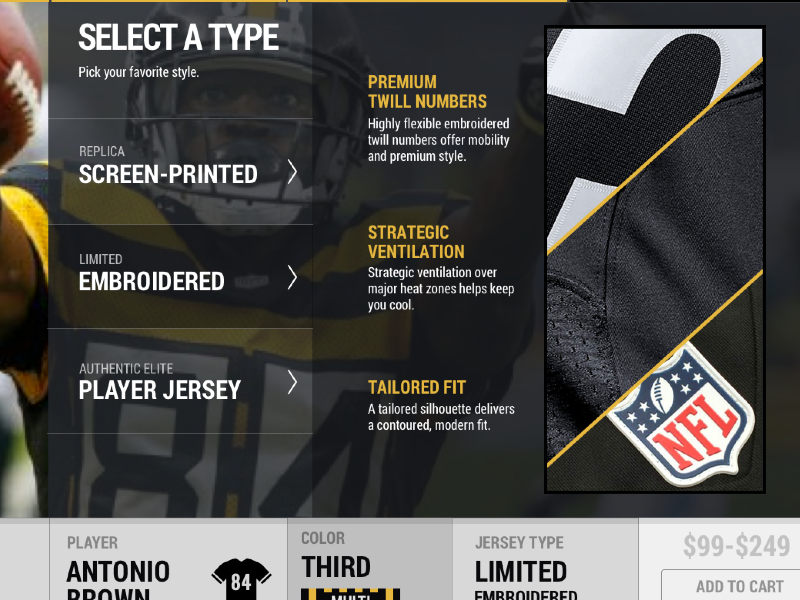 SELECT A TYPE
Pick your favorite style.
REPLICA
SCREEN-PRINTED
LIMITED
EMBROIDERED
AUTHENTIC ELITE
PLAYER JERSEY
PREMIUM
TWILL NUMBERS
Highly flexible embroidered
twill numbers offer mobility
and premium style.
STRATEGIC
VENTILATION
Strategic ventilation over
major heat zones helps keep
you cool.
TAILORED FIT
A tailored silhouette delivers
a contoured, modern fit.
NFL
84
PLAYER
ANTONIO
BROWN
84
COLOR
THIRD
MULTI
JERSEY TYPE
LIMITED
EMBROIDERED
$99-$249
ADD TO CART